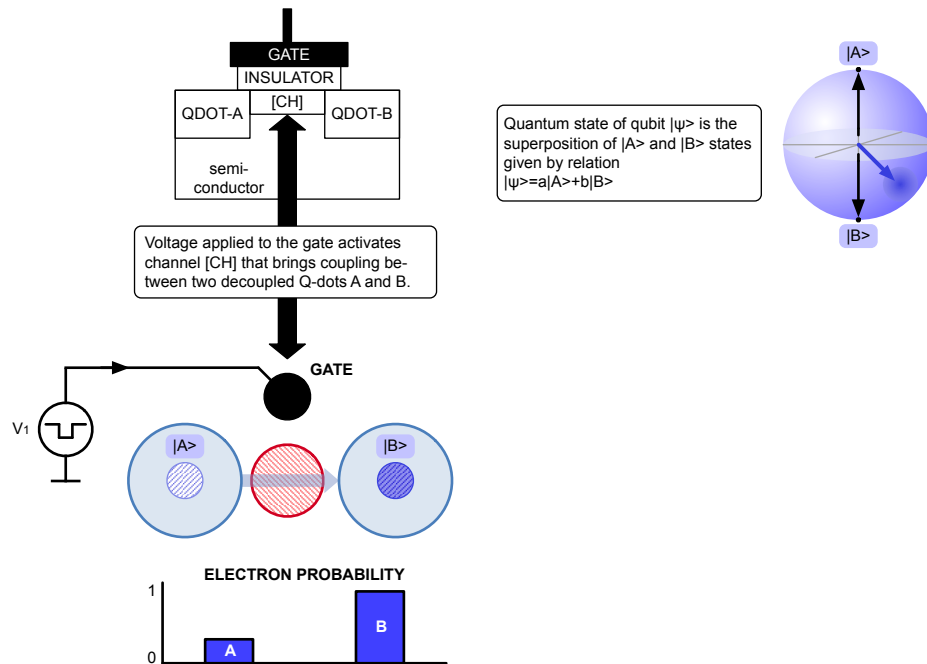 GATE
INSULATOR
QDOT-A
[CH]
QDOT-B
semi-
conductor
Voltage applied to the gate activates
channel [CH] that brings coupling be-
tween two decoupled Q-dots A and B.
|A>
Quantum state of qubit |ψ> is the
superposition of |A> and |B> states
given by relation
|ψ>=a|A>+b|B>
|B>
GATE
V1
|A>
|B>
ELECTRON PROBABILITY
1
0
A
B